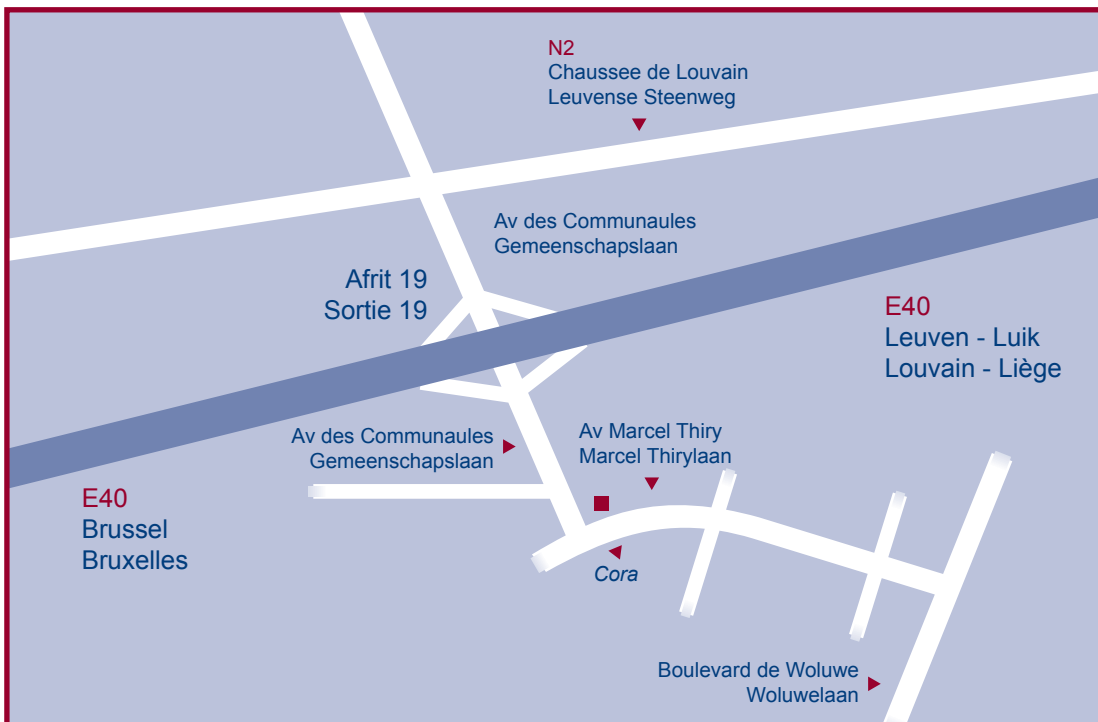 N2
Chaussee de Louvain
Leuvense Steenweg
Av des Communaules
Gemeenschapslaan
Afrit 19
Sortie 19
E40
Leuven - Luik
Louvain - Liège
Av des Communaules
Gemeenschapslaan
Av Marcel Thiry
Marcel Thirylaan
E40
Brussel
Bruxelles
Cora
Boulevard de Woluwe
Woluwelaan